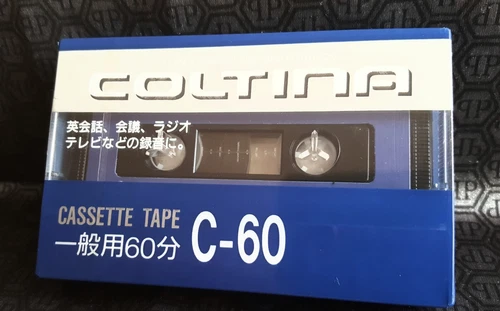 COLTINA
英会話、会議、ラジオ
テレビなどの録音に。
CASSETTE TAPE
一般用60分 C-60